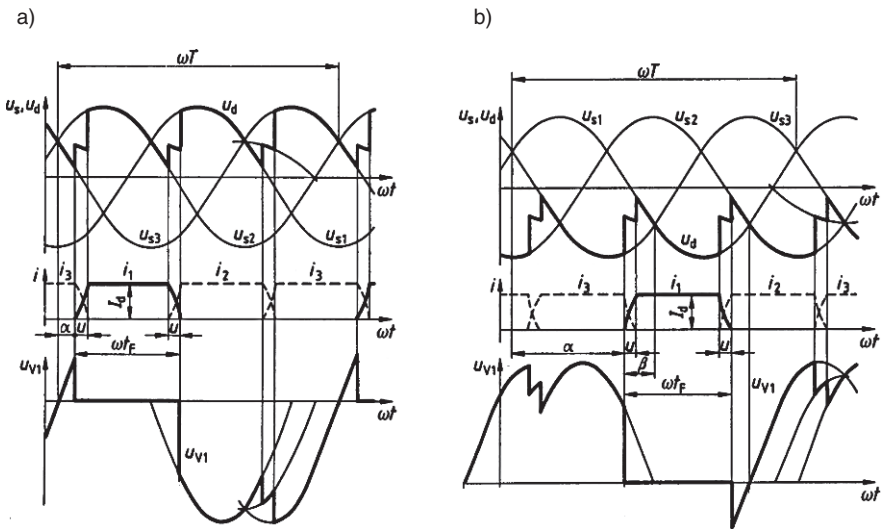 a)
ωT
u_s, u_d
u_d
ωt
u_s3 u_s2 u_s1
i
i_3 i_1 i_2 i_3
I_d
ωt
α u u
ωt_F
u_V1
ωt
u_V1
b)
ωT
u_s, u_d
u_s1 u_s2 u_s3
ωt
u_d
i
i_3 i_1 i_2 i_3
I_d
ωt
α u u
β
u_V1
ωt_F
u_V1
ωt